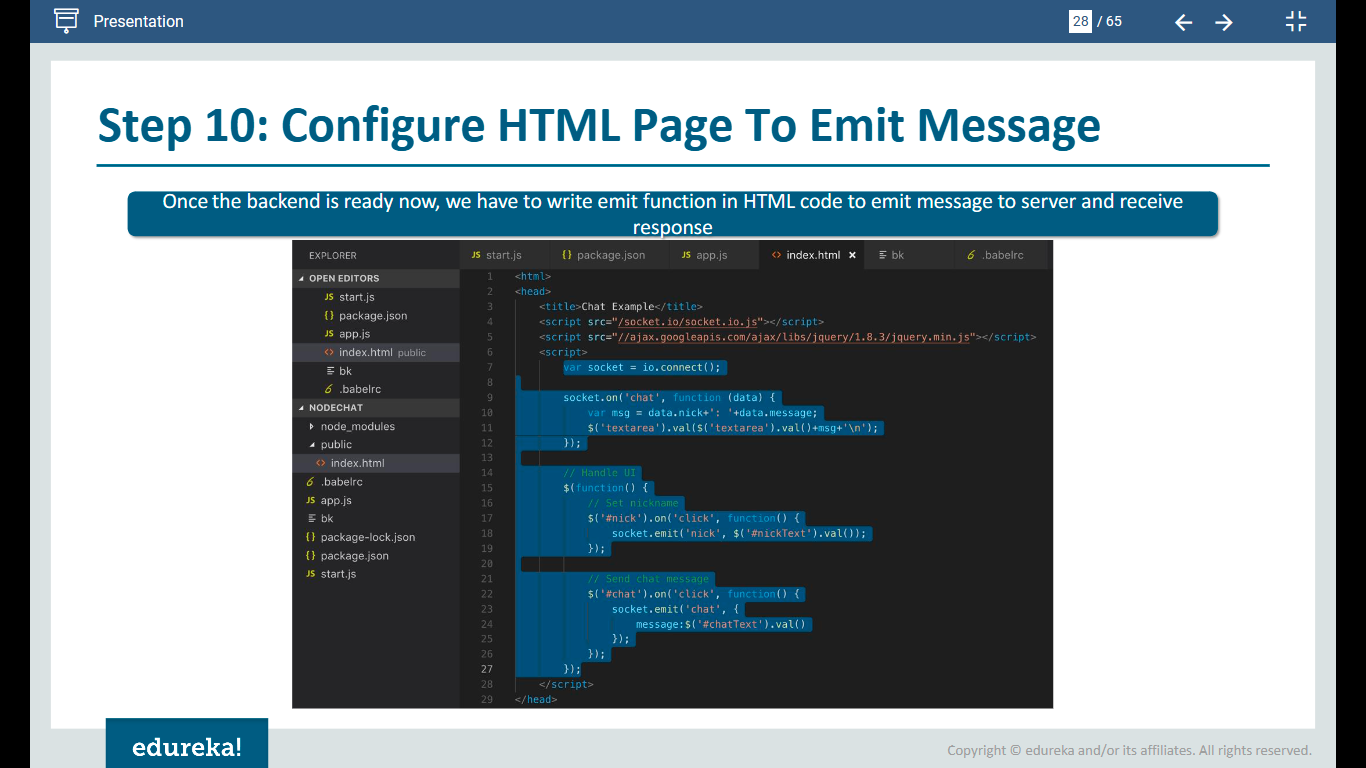 Presentation
28 / 65
Step 10: Configure HTML Page To Emit Message
Once the backend is ready now, we have to write emit function in HTML code to emit message to server and receive
response
EXPLORER
OPEN EDITORS
JS start.js
{} package.json
JS app.js
<> index.html public
bk
.babelrc
NODECHAT
node_modules
public
<> index.html
.babelrc
JS app.js
bk
{} package-lock.json
{} package.json
JS start.js
JS start.js {} package.json JS app.js <> index.html × bk .babelrc
1 <html>
2 <head>
3 <title>Chat Example</title>
4 <script src="/socket.io/socket.io.js"></script>
5 <script src="//ajax.googleapis.com/ajax/libs/jquery/1.8.3/jquery.min.js"></script>
6 <script>
7 var socket = io.connect();
8
9 socket.on('chat', function (data) {
10 var msg = data.nick+': '+data.message;
11 $('textarea').val($('textarea').val()+msg+'\n');
12 });
13
14 // Handle UI
15 $(function() {
16 // Set nickname
17 $('#nick').on('click', function() {
18 socket.emit('nick', $('#nickText').val());
19 });
20
21 // Send chat message
22 $('#chat').on('click', function() {
23 socket.emit('chat', {
24 message:$('#chatText').val()
25 });
26 });
27 });
28 </script>
29 </head>
edureka!
Copyright © edureka and/or its affiliates. All rights reserved.